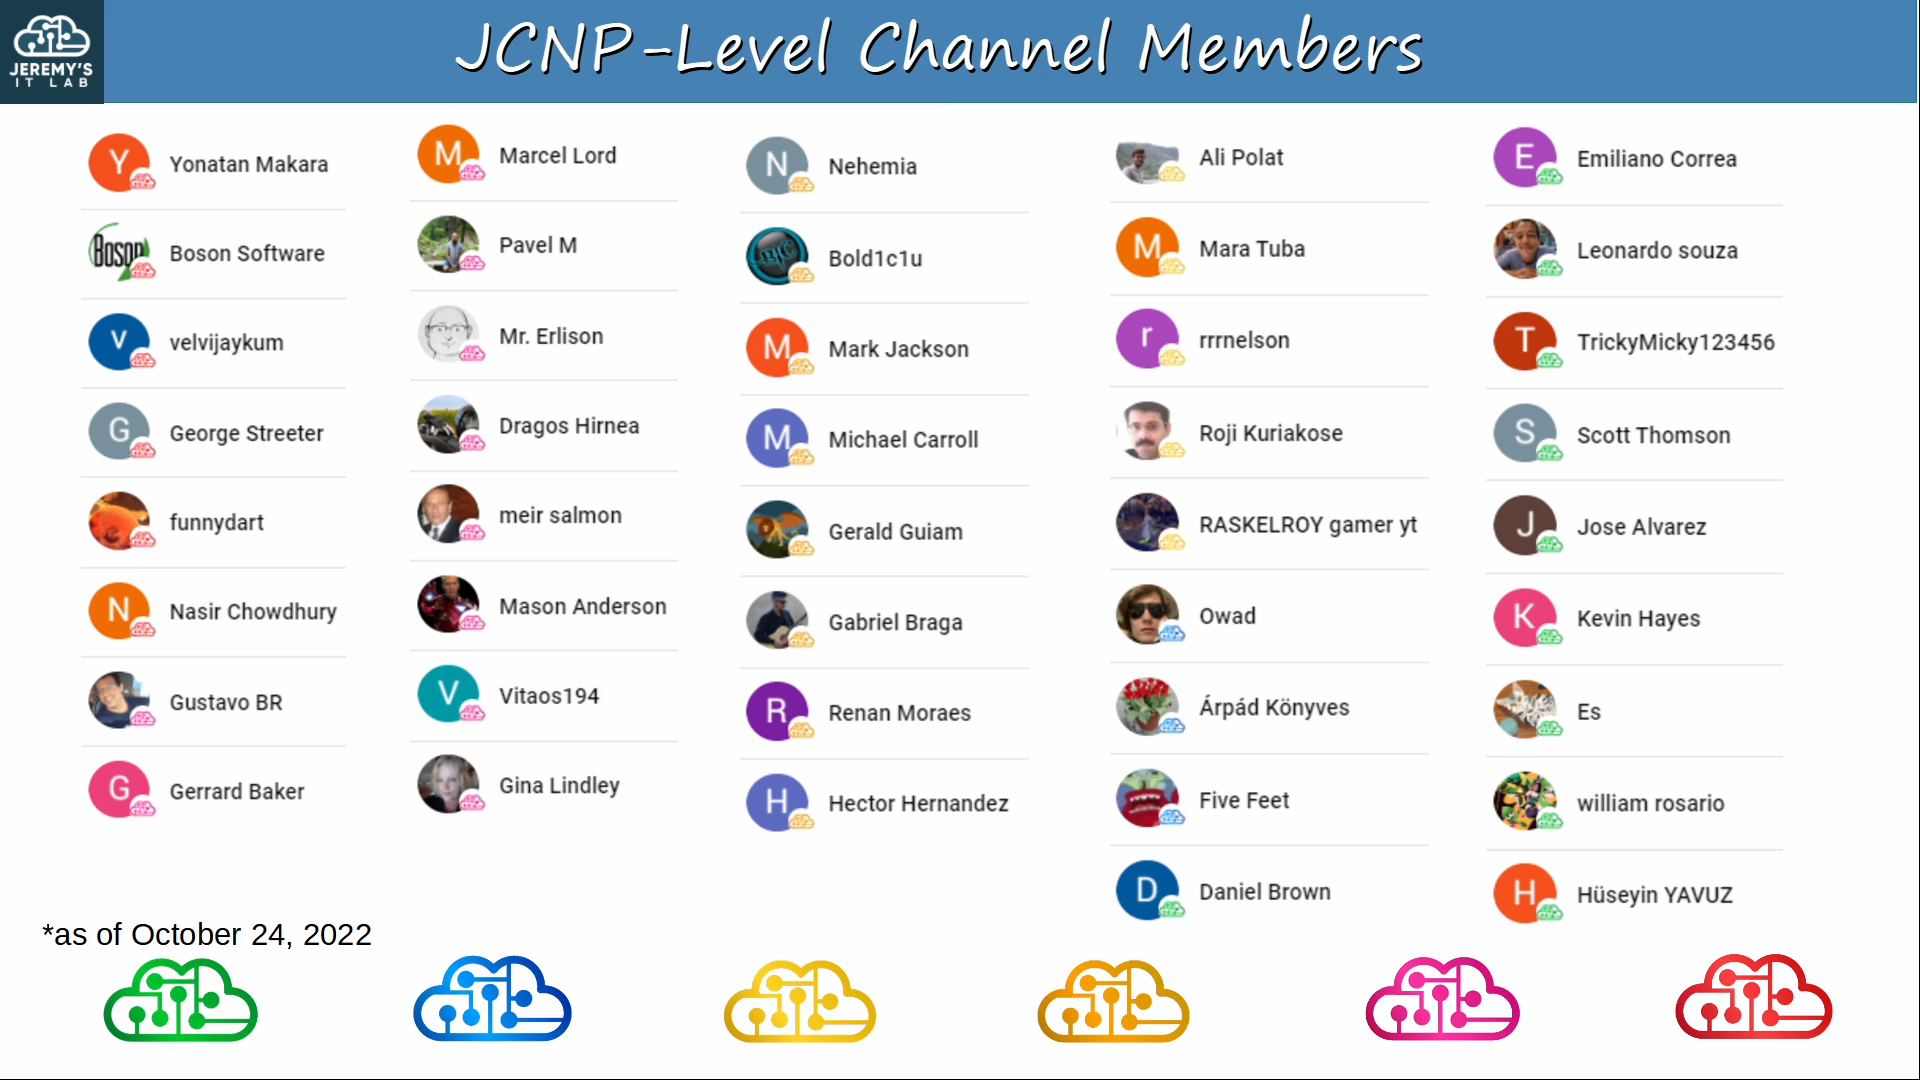 JEREMY'S
IT LAB
JCNP-Level Channel Members
Y Yonatan Makara
Boson Boson Software
v velvijaykum
G George Streeter
funnydart
N Nasir Chowdhury
Gustavo BR
G Gerrard Baker
M Marcel Lord
Pavel M
Mr. Erlison
Dragos Hirnea
meir salmon
Mason Anderson
V Vitaos194
Gina Lindley
N Nehemia
Bold1c1u
M Mark Jackson
M Michael Carroll
Gerald Guiam
Gabriel Braga
R Renan Moraes
H Hector Hernandez
Ali Polat
M Mara Tuba
r rrrnelson
Roji Kuriakose
RASKELROY gamer yt
Owad
Árpád Könyves
Five Feet
D Daniel Brown
E Emiliano Correa
Leonardo souza
T TrickyMicky123456
S Scott Thomson
J Jose Alvarez
K Kevin Hayes
Es
william rosario
H Hüseyin YAVUZ
*as of October 24, 2022